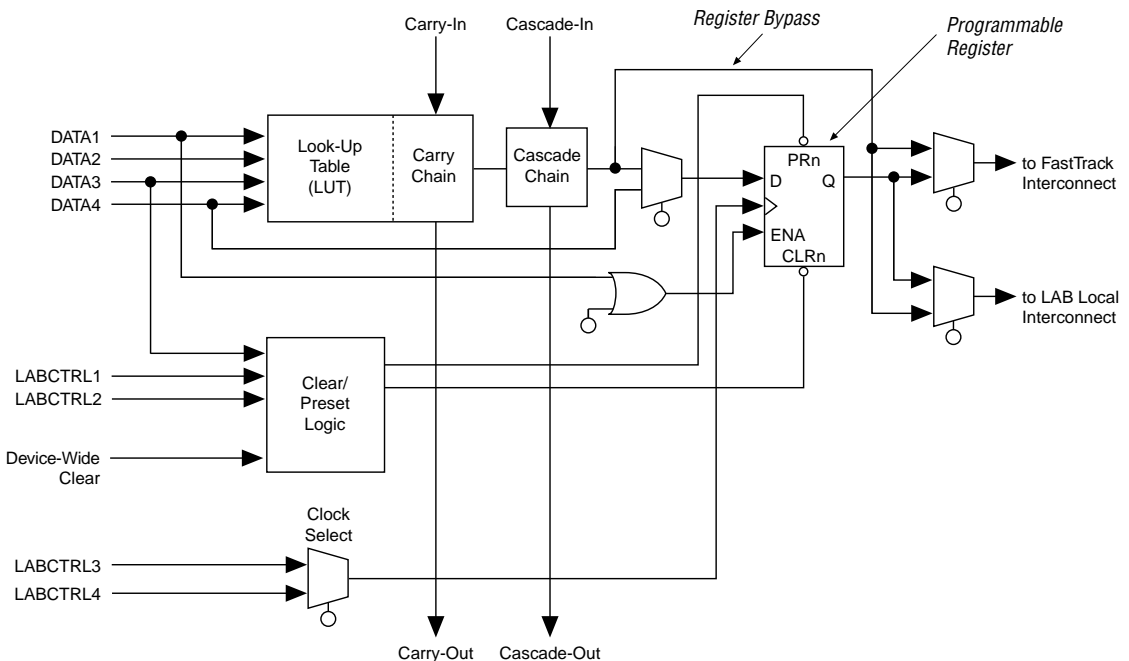 Carry-In
Cascade-In
Register Bypass
Programmable
Register
DATA1
DATA2
DATA3
DATA4
Look-Up
Table
(LUT)
Carry
Chain
Cascade
Chain
PRn
D
Q
ENA
CLRn
to FastTrack
Interconnect
to LAB Local
Interconnect
LABCTRL1
LABCTRL2
Clear/
Preset
Logic
Device-Wide
Clear
Clock
Select
LABCTRL3
LABCTRL4
Carry-Out
Cascade-Out